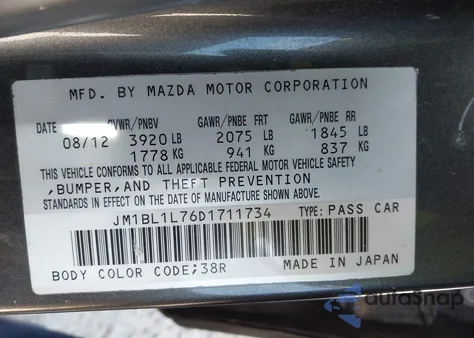 MFD. BY MAZDA MOTOR CORPORATION
DATE GVWR/PNBV GAWR/PNBE FRT GAWR/PNBE RR
08/12 3920 LB 2075 LB 1845 LB
1778 KG 941 KG 837 KG
THIS VEHICLE CONFORMS TO ALL APPLICABLE FEDERAL MOTOR VEHICLE SAFETY
,BUMPER,AND THEFT PREVENTION
STANDARDS IN EFFECT ON THE DATE OF MANUFACTURE SHOWN ABOVE.
JM1BL1L76D1711734 TYPE: PASS CAR
BODY COLOR CODE;38R MADE IN JAPAN
autoSnap